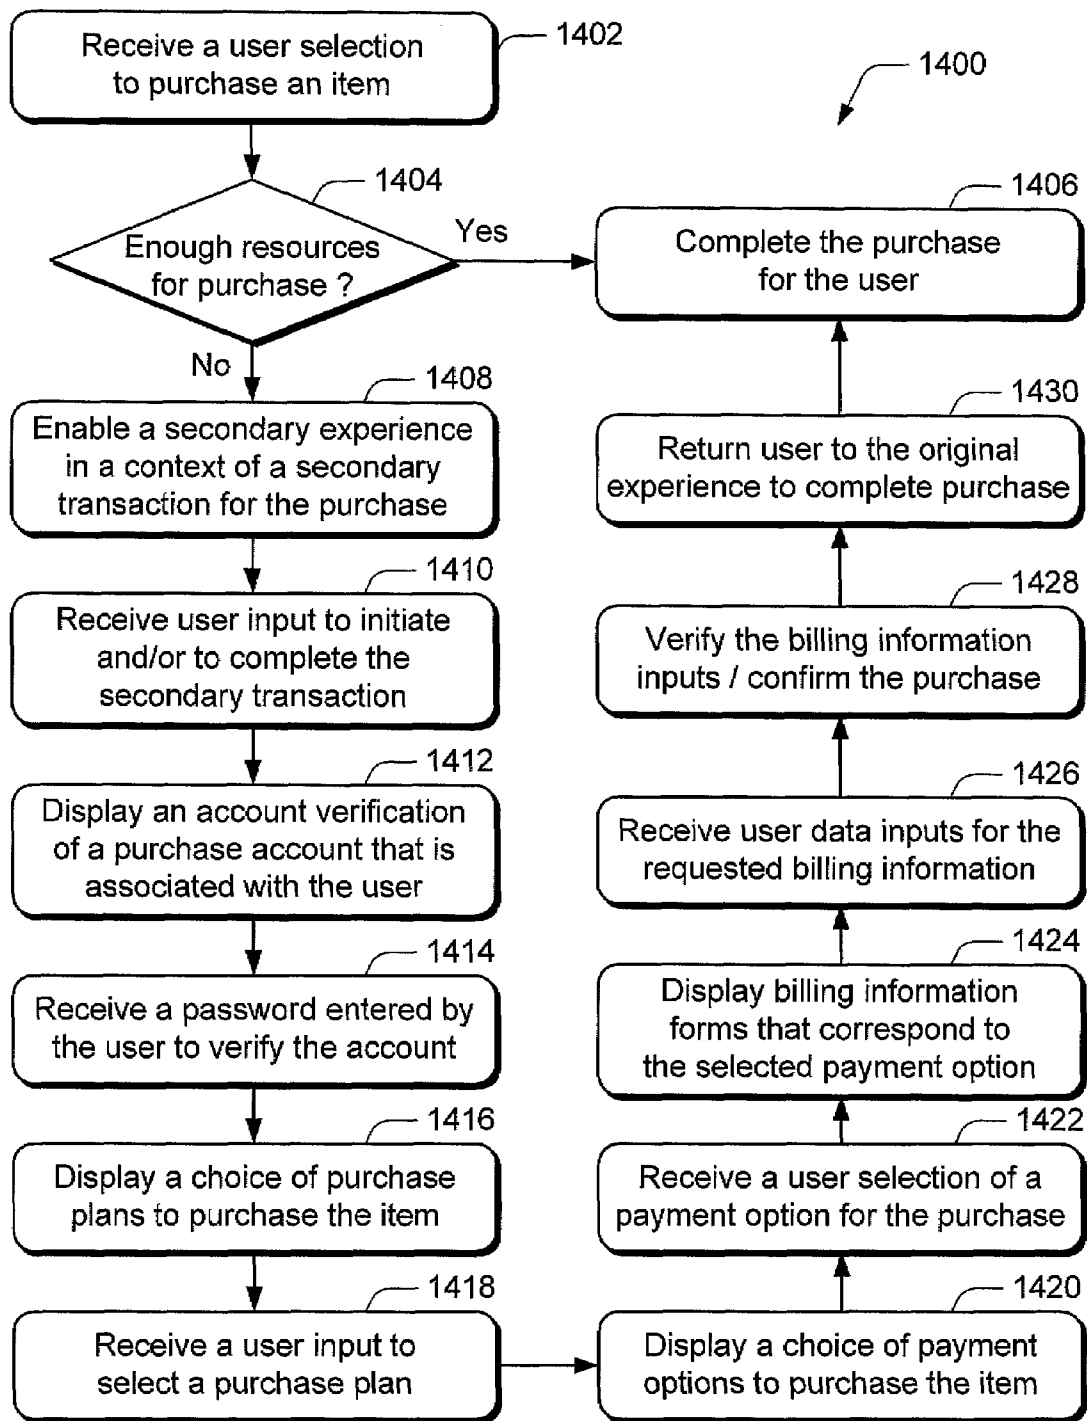 Receive a user selection
to purchase an item
1402
1400
1404
Enough resources
for purchase ?
Yes
No
1406
Complete the purchase
for the user
1408
Enable a secondary experience
in a context of a secondary
transaction for the purchase
1410
Receive user input to initiate
and/or to complete the
secondary transaction
1412
Display an account verification
of a purchase account that is
associated with the user
1414
Receive a password entered by
the user to verify the account
1416
Display a choice of purchase
plans to purchase the item
1418
Receive a user input to
select a purchase plan
1420
Display a choice of payment
options to purchase the item
1422
Receive a user selection of a
payment option for the purchase
1424
Display billing information
forms that correspond to
the selected payment option
1426
Receive user data inputs for the
requested billing information
1428
Verify the billing information
inputs / confirm the purchase
1430
Return user to the original
experience to complete purchase